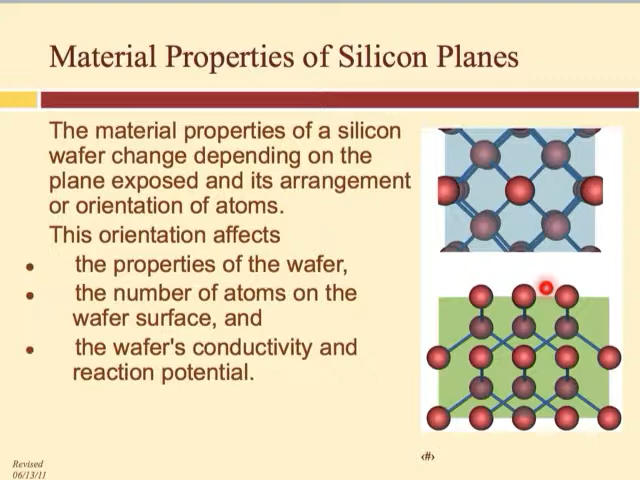 Material Properties of Silicon Planes
The material properties of a silicon
wafer change depending on the
plane exposed and its arrangement
or orientation of atoms.
This orientation affects
● the properties of the wafer,
● the number of atoms on the
wafer surface, and
● the wafer's conductivity and
reaction potential.
Revised
06/13/11
‹#›